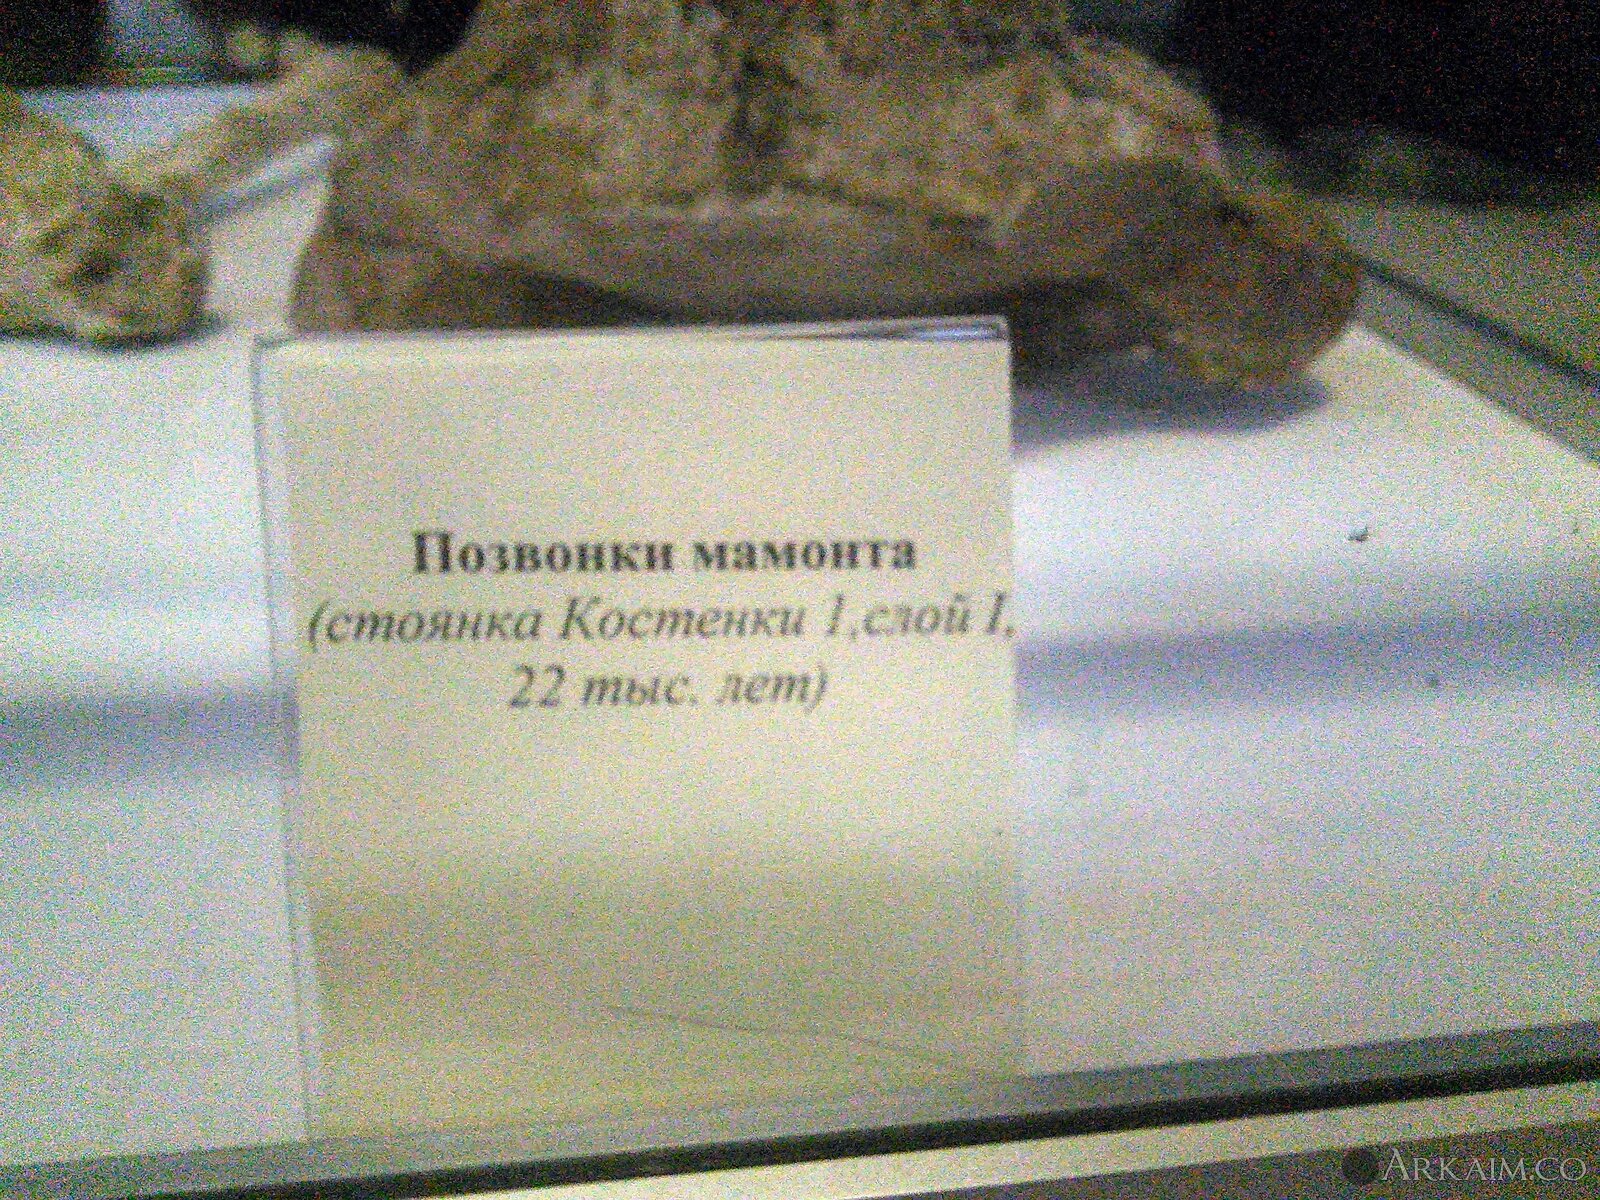 Позвонки мамонта
(стоянка Костенки 1,слой I,
22 тыс. лет)
ARKAIM.CO